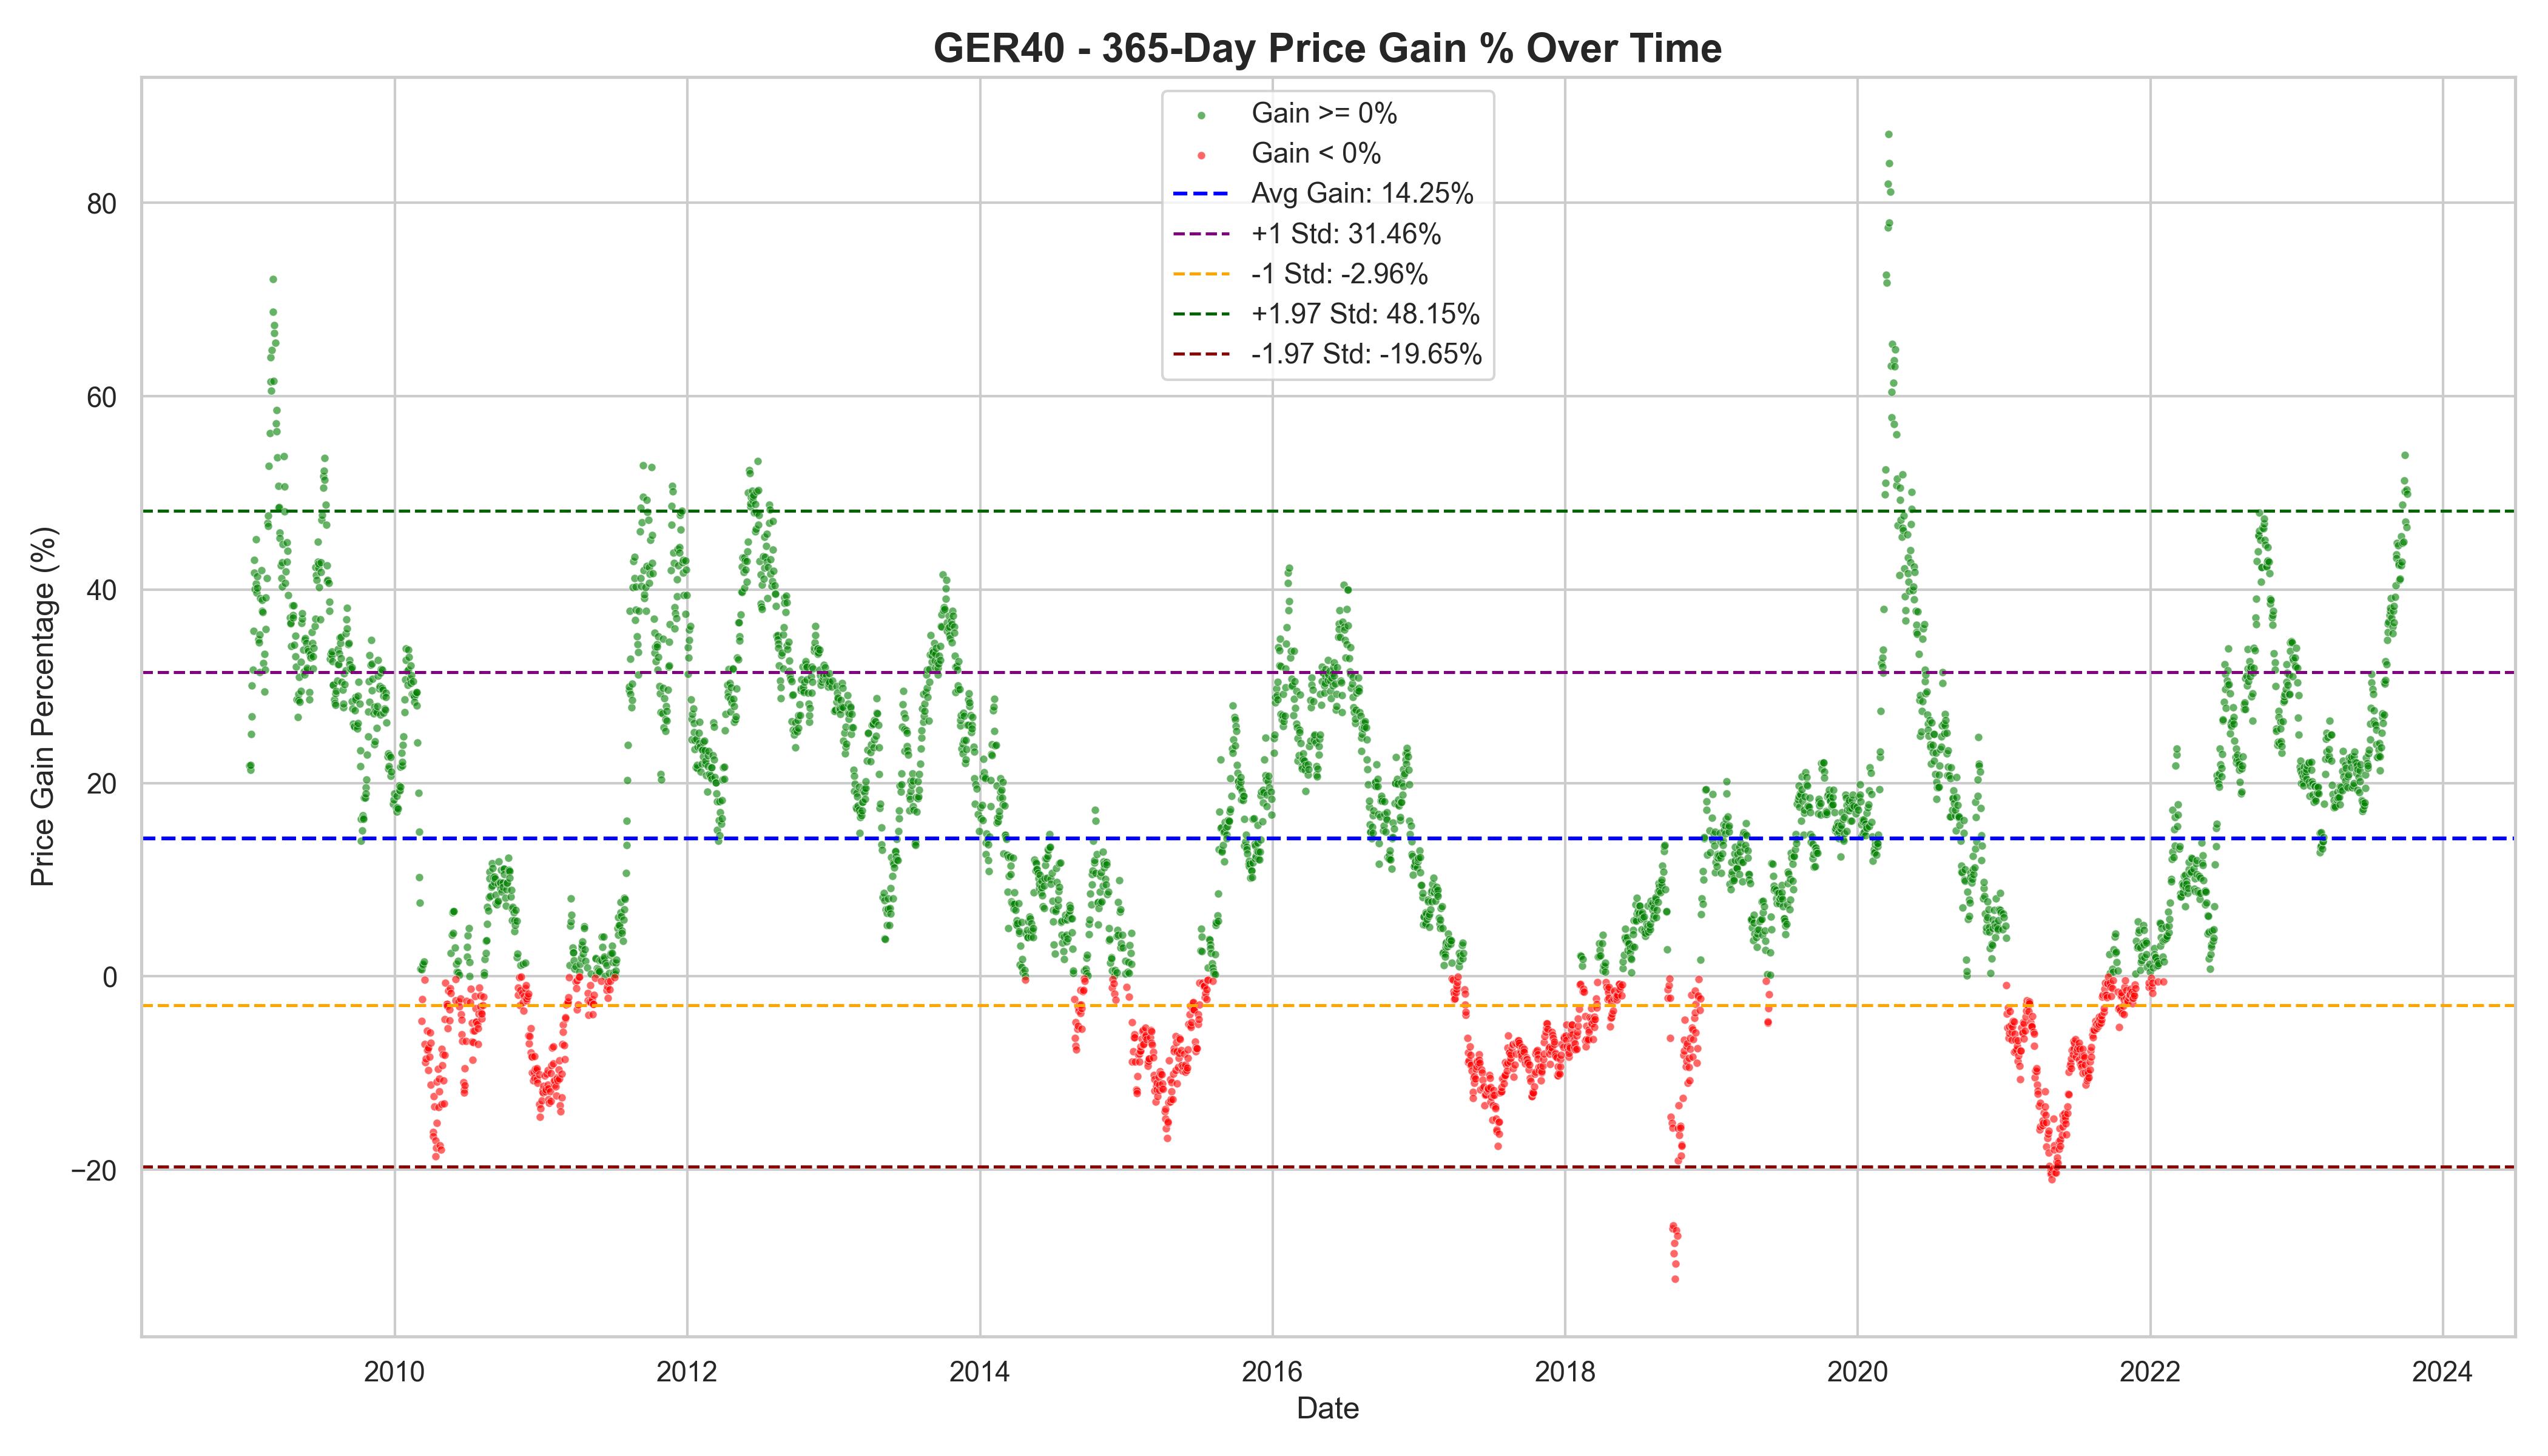 GER40 - 365-Day Price Gain % Over Time
Gain >= 0%
Gain < 0%
Avg Gain: 14.25%
+1 Std: 31.46%
-1 Std: -2.96%
+1.97 Std: 48.15%
-1.97 Std: -19.65%
Price Gain Percentage (%)
80
60
40
20
0
−20
2010
2012
2014
2016
2018
2020
2022
2024
Date